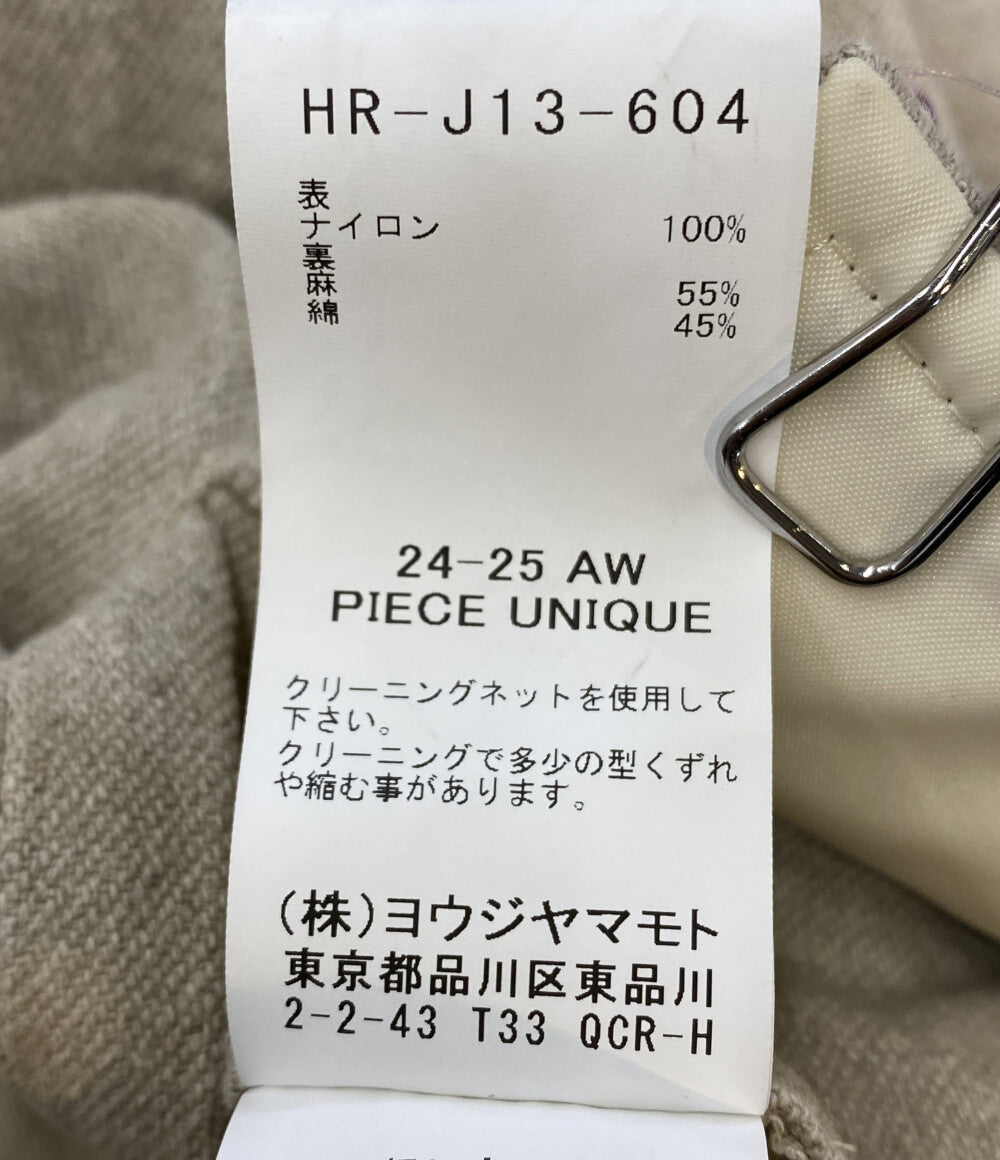 HR-J13-604
表
ナイロン 100%
裏
麻 55%
綿 45%
24-25 AW
PIECE UNIQUE
クリーニングネットを使用して
下さい。
クリーニングで多少の型くずれ
や縮む事があります。
(株)ヨウジヤマモト
東京都品川区東品川
2-2-43 T33 QCR-H